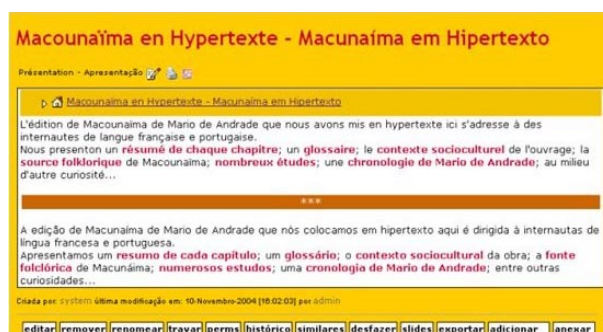 Macounaïma en Hypertexte - Macunaíma em Hipertexto
Présentation - Apresentação
Macounaïma en Hypertexte - Macunaíma em Hipertexto
L'édition de Macounaïma de Mario de Andrade que nous avons mis en hypertexte ici s'adresse à des
internautes de langue française e portugaise.
Nous presenton un résumé de chaque chapitre; un glossaire; le contexte socioculturel de l'ouvrage; la
source folklorique de Macounaïma; nombreux études; une chronologie de Mario de Andrade; au milieu
d'autre curiosité...
***
A edição de Macunaíma de Mario de Andrade que nós colocamos em hipertexto aqui é dirigida à internautas de
língua francesa e portuguesa.
Apresentamos um resumo de cada capítulo; um glossário; o contexto sociocultural da obra; a fonte
folclórica de Macunáima; numerosos estudos; uma cronologia de Mario de Andrade; entre outras
curiosidades...
Criada por: system última modificação em: 10-Novembro-2004 [16:02:03] por admin
editar remover renomear travar perms histórico similares desfazer slides exportar adicionar anexar